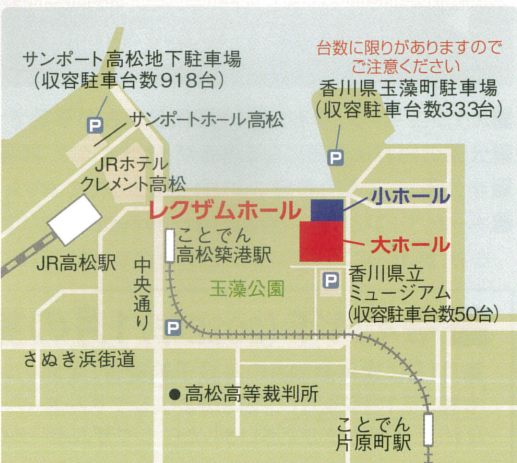 サンポート高松地下駐車場
（収容駐車台数918台）
台数に限りがありますので
ご注意ください
香川県玉藻町駐車場
（収容駐車台数333台）
P
P
サンポートホール高松
JRホテル
クレメント高松
レクザムホール
小ホール
大ホール
ことでん
高松築港駅
JR高松駅
中央通り
玉藻公園
P
香川県立
ミュージアム
（収容駐車台数50台）
P
さぬき浜街道
●高松高等裁判所
ことでん
片原町駅